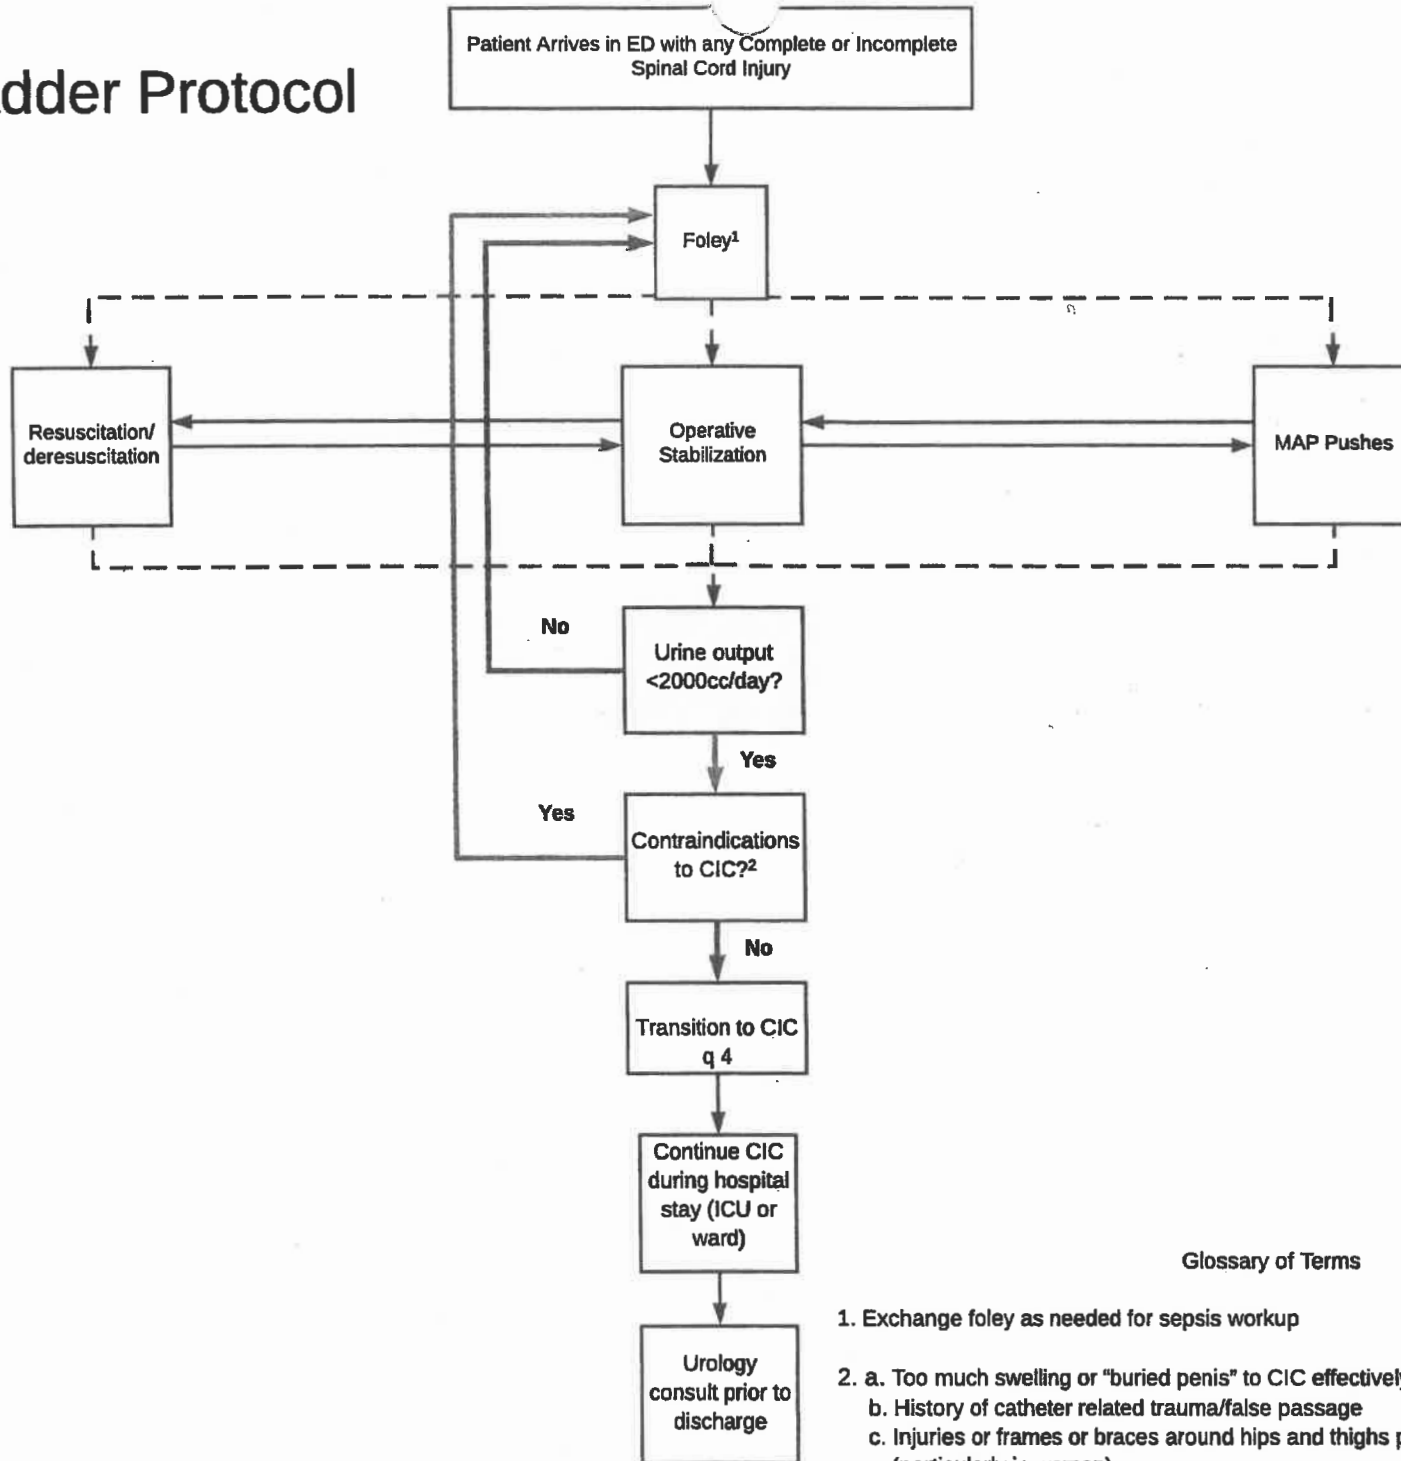 dder Protocol
Patient Arrives in ED with any Complete or Incomplete
Spinal Cord Injury
Foley¹
Resuscitation/
deresuscitation
Operative
Stabilization
MAP Pushes
No
Urine output
<2000cc/day?
Yes
Yes
Contraindications
to CIC?²
No
Transition to CIC
q 4
Continue CIC
during hospital
stay (ICU or
ward)
Urology
consult prior to
discharge
Glossary of Terms
1. Exchange foley as needed for sepsis workup
2. a. Too much swelling or "buried penis" to CIC effectively
b. History of catheter related trauma/false passage
c. Injuries or frames or braces around hips and thighs